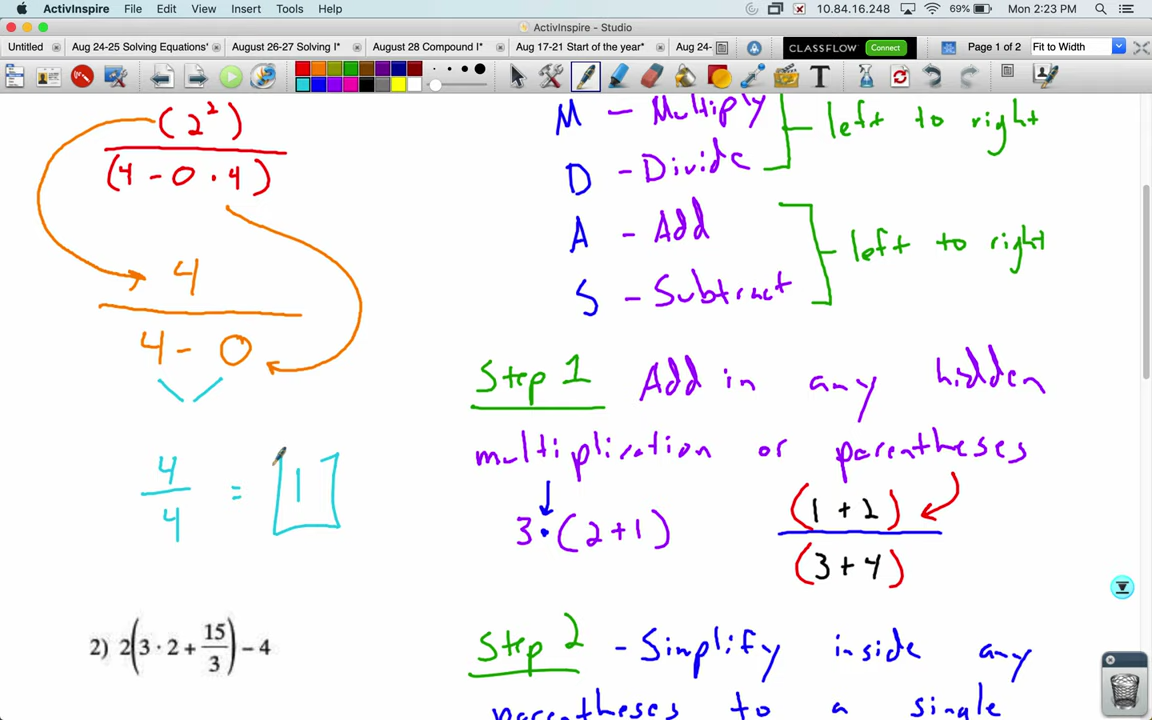 ActivInspire File Edit View Insert Tools Help 10.84.16.248 69% Mon 2:23 PM
ActivInspire - Studio
Untitled Aug 24-25 Solving Equations* August 26-27 Solving I* August 28 Compound I* Aug 17-21 Start of the year* Aug 24- CLASSFLOW Connect Page 1 of 2 Fit to Width
(2²)
(4 - 0 · 4)
4
4 - 0
4
4
= 1
2) 2(3 · 2 + 15/3) - 4
M - Multiply
D - Divide
left to right
A - Add
S - Subtract
left to right
Step 1 Add in any hidden
multiplication or parentheses
3 · (2 + 1)
(1 + 2)
(3 + 4)
Step 2 - Simplify inside any
parentheses to a single